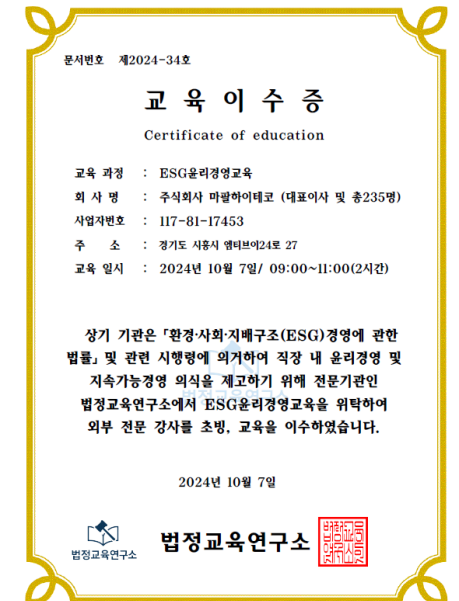 문서번호 제2024-34호
교 육 이 수 증
Certificate of education
교육 과정 : ESG윤리경영교육
회 사 명 : 주식회사 마팔하이테코 (대표이사 및 총235명)
사업자번호 : 117-81-17453
주 소 : 경기도 시흥시 엠티브이24로 27
교육 일시 : 2024년 10월 7일/ 09:00~11:00(2시간)
상기 기관은 「환경·사회·지배구조(ESG)경영에 관한
법률」 및 관련 시행령에 의거하여 직장 내 윤리경영 및
지속가능경영 의식을 재고하기 위해 전문기관인
법정교육연구소에서 ESG윤리경영교육을 위탁하여
외부 전문 강사를 초빙, 교육을 이수하였습니다.
2024년 10월 7일
법정교육연구소
법정교육연구소